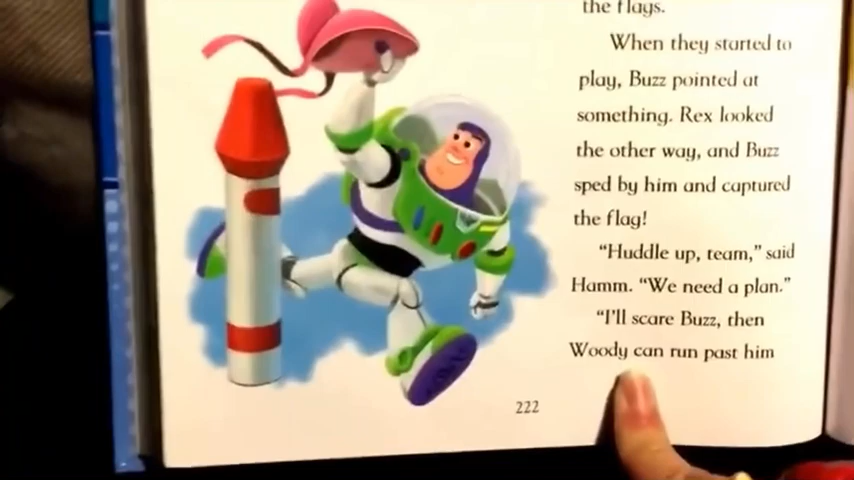 the flags.
When they started to
play, Buzz pointed at
something. Rex looked
the other way, and Buzz
sped by him and captured
the flag!
“Huddle up, team,” said
Hamm. “We need a plan.”
“I’ll scare Buzz, then
Woody can run past him
222